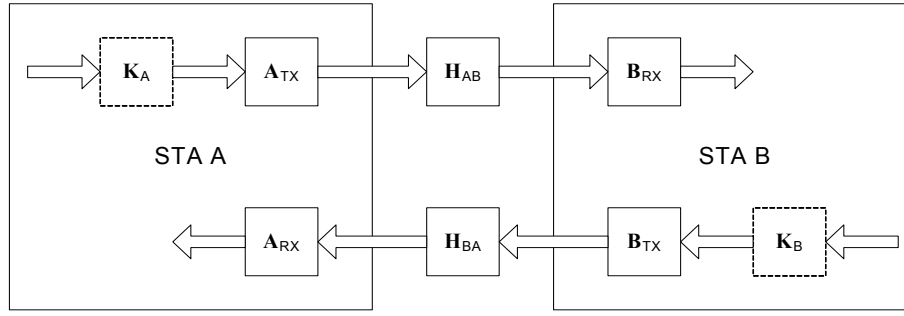 K_A A_TX H_AB B_RX
STA A STA B
A_RX H_BA B_TX K_B